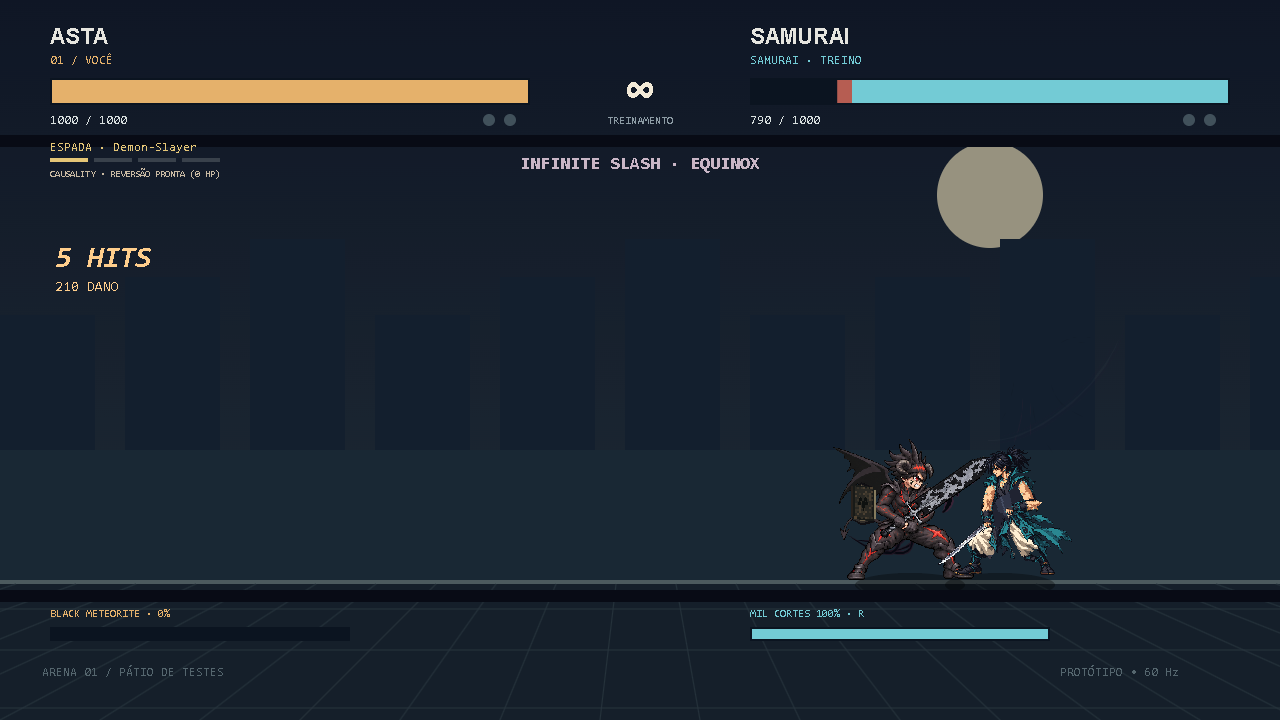 ASTA
01 / VOCÊ
1000 / 1000
∞
TREINAMENTO
SAMURAI
SAMURAI · TREINO
790 / 1000
ESPADA · Demon-Slayer
CAUSALITY · REVERSÃO PRONTA (0 HP)
INFINITE SLASH · EQUINOX
5 HITS
210 DANO
BLACK METEORITE · 0%
MIL CORTES 100% · R
ARENA 01 / PÁTIO DE TESTES
PROTÓTIPO • 60 Hz